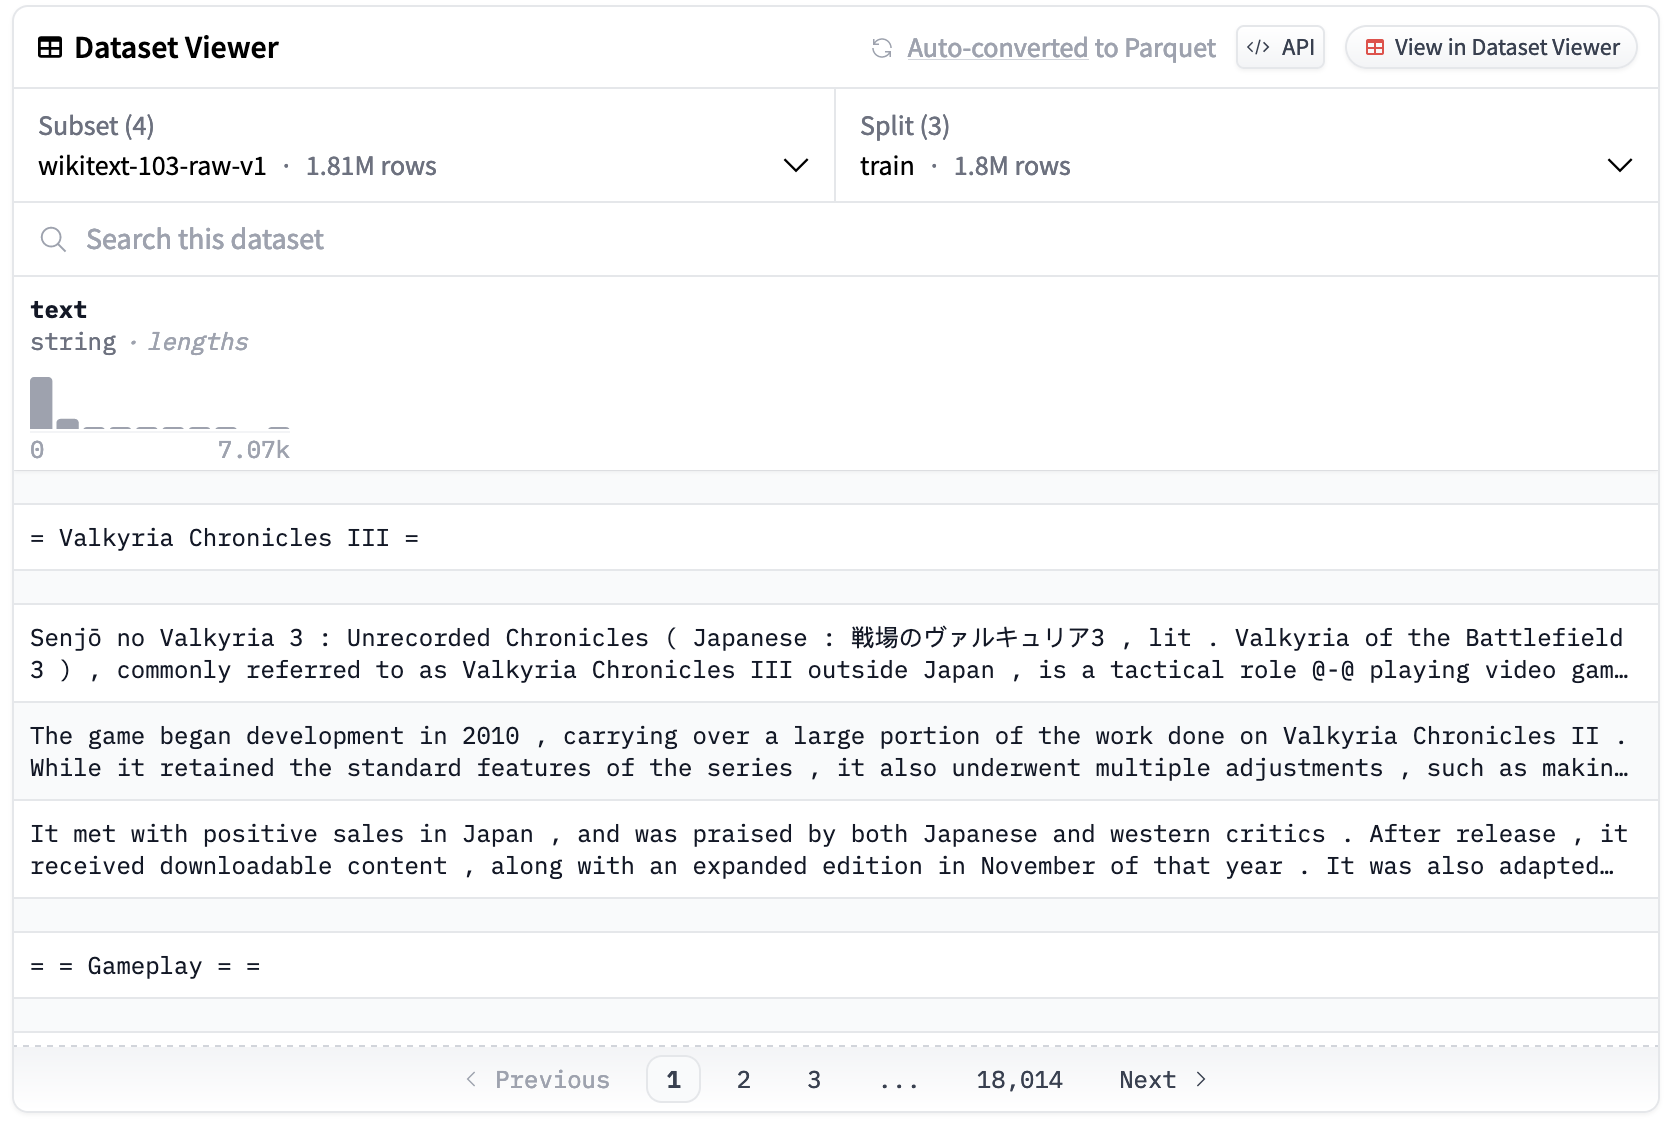 Dataset Viewer
Auto-converted to Parquet
</> API
View in Dataset Viewer
Subset (4)
wikitext-103-raw-v1 · 1.81M rows
Split (3)
train · 1.8M rows
Search this dataset
text
string · lengths
0
7.07k
= Valkyria Chronicles III =
Senjō no Valkyria 3 : Unrecorded Chronicles ( Japanese : 戦場のヴァルキュリア3 , lit . Valkyria of the Battlefield
3 ) , commonly referred to as Valkyria Chronicles III outside Japan , is a tactical role @-@ playing video gam…
The game began development in 2010 , carrying over a large portion of the work done on Valkyria Chronicles II .
While it retained the standard features of the series , it also underwent multiple adjustments , such as makin…
It met with positive sales in Japan , and was praised by both Japanese and western critics . After release , it
received downloadable content , along with an expanded edition in November of that year . It was also adapted…
= = Gameplay = =
< Previous 1 2 3 ... 18,014 Next >